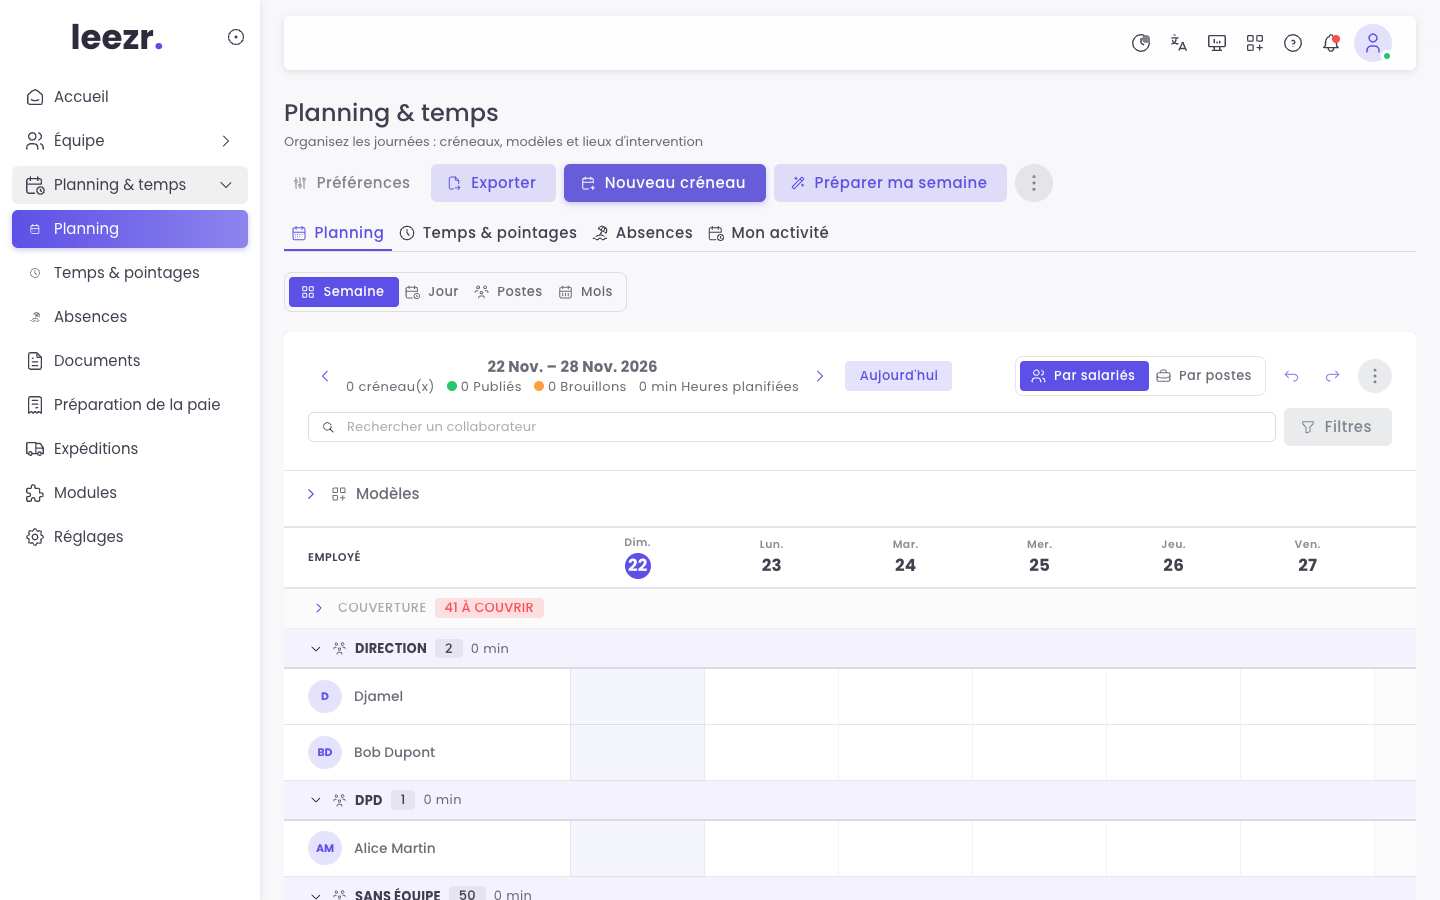 leezr.
Accueil
Équipe
Planning & temps
Planning
Temps & pointages
Absences
Documents
Préparation de la paie
Expéditions
Modules
Réglages
Planning & temps
Organisez les journées : créneaux, modèles et lieux d'intervention
Préférences
Exporter
Nouveau créneau
Préparer ma semaine
Planning
Temps & pointages
Absences
Mon activité
Semaine
Jour
Postes
Mois
22 Nov. – 28 Nov. 2026
0 créneau(x) 0 Publiés 0 Brouillons 0 min Heures planifiées
Aujourd'hui
Par salariés
Par postes
Rechercher un collaborateur
Filtres
Modèles
EMPLOYÉ
Dim.
22
Lun.
23
Mar.
24
Mer.
25
Jeu.
26
Ven.
27
COUVERTURE 41 À COUVRIR
DIRECTION 2 0 min
D Djamel
BD Bob Dupont
DPD 1 0 min
AM Alice Martin
SANS ÉQUIPE 50 0 min